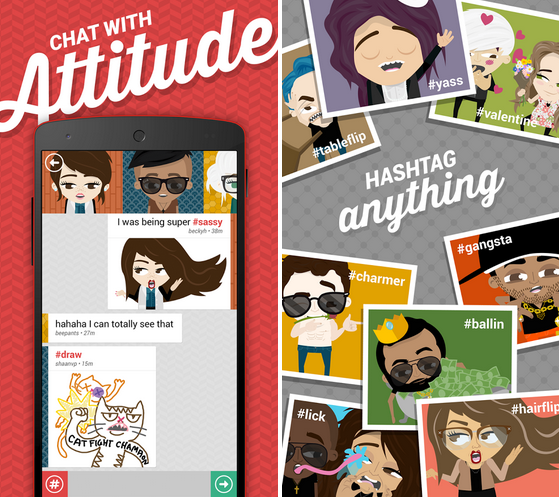 CHAT WITH
Attitude
I was being super #sassy
beckyh • 38m
hahaha I can totally see that
beepants • 27m
#draw
shaanvp • 15m
CAT FIGHT CHAMPION
#
#yass
#valentine
#tableflip
HASHTAG
anything
#gangsta
#charmer
#ballin
#lick
#hairflip